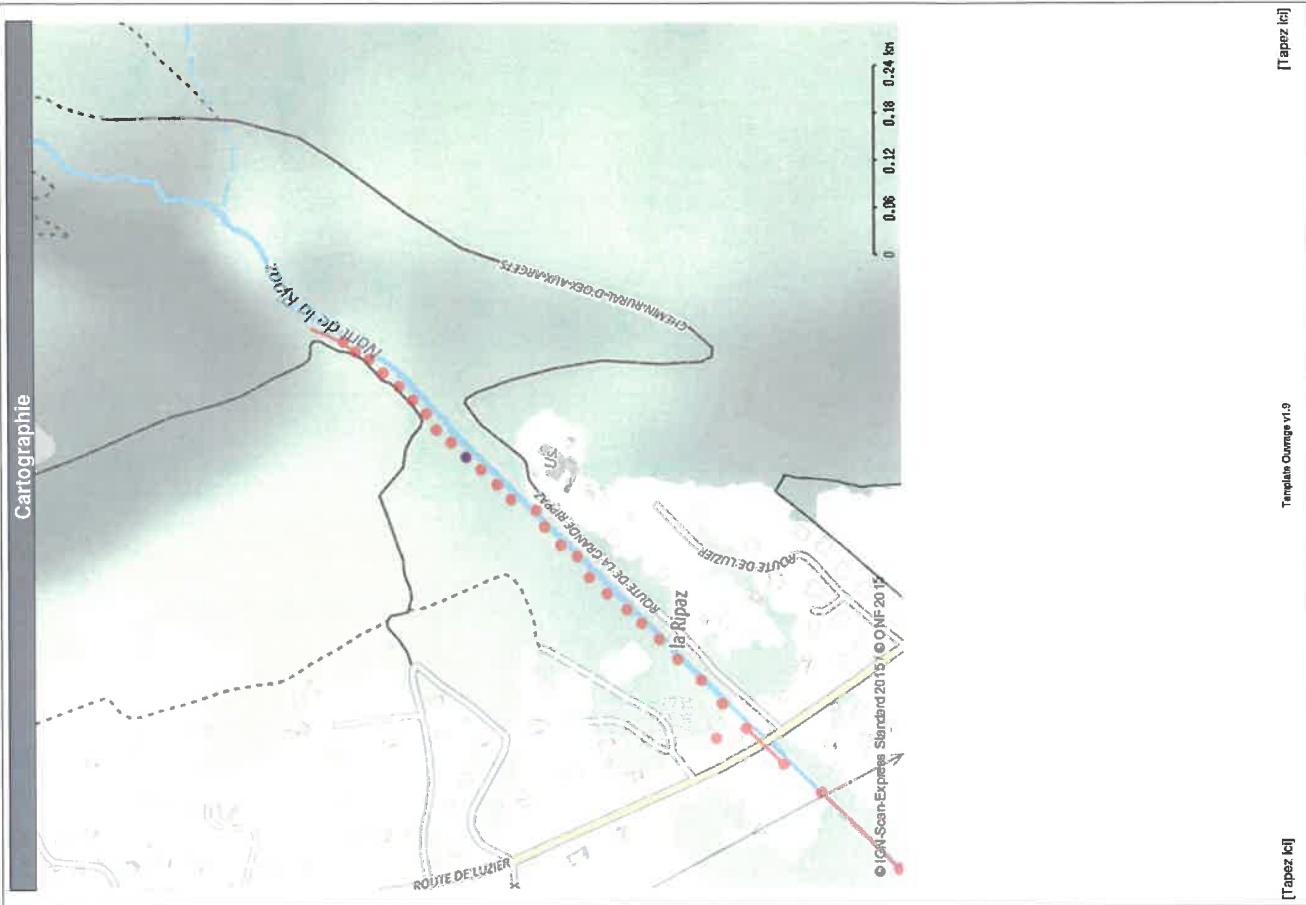 Cartographie
Nant de la Ripaz
CHEMIN-RURAL-D'GEX-AUX-ARGETS
ROUTE DE LA GRANDE RIPPAZ
la Ripaz
ROUTE DE LUZIER
ROUTE DE LUZIER
0 0.06 0.12 0.18 0.24 km
© IGN-Scan-Express Standard 2015 / © ONF 2015
[Tapez ici]
Template Ouvrage v1.9
[Tapez ici]